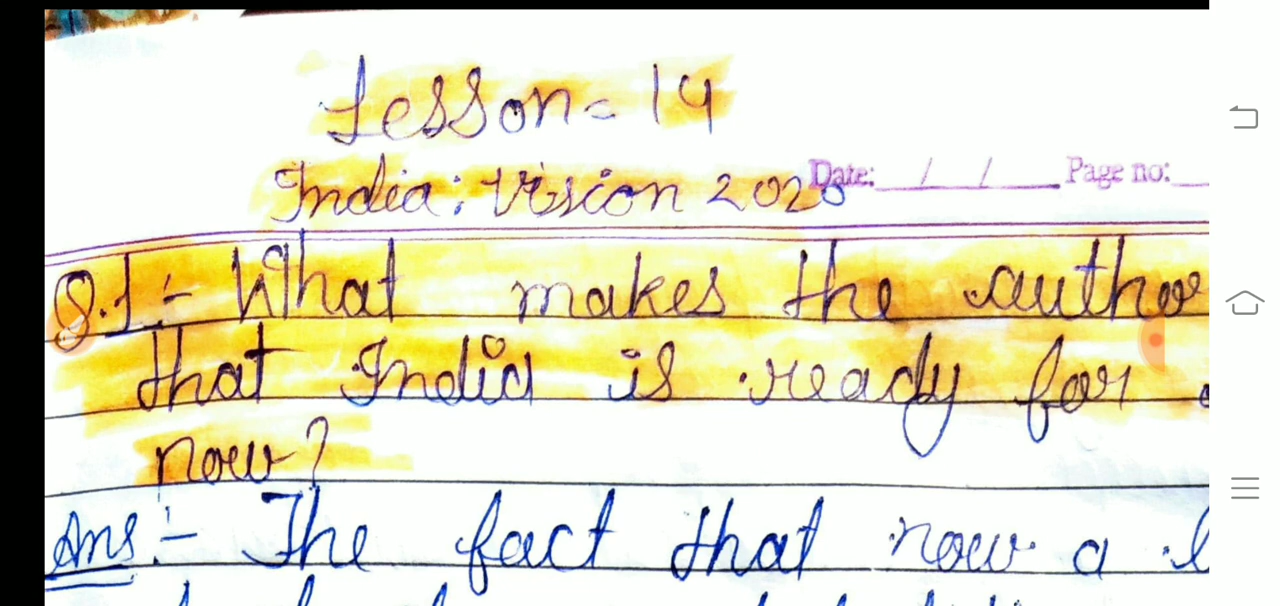 Lesson = 14
India: Vision 2020
Date: / / Page no:
Q.1:- What makes the author
that India is ready for
now?
Ans:- The fact that now a